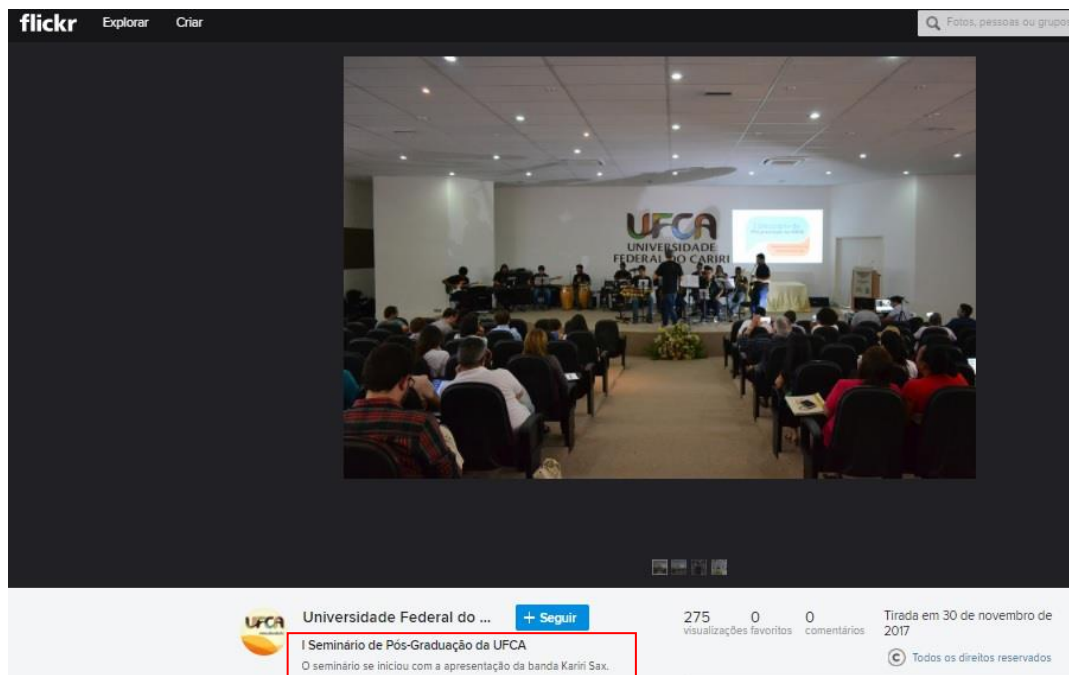 flickr Explorar Criar Fotos, pessoas ou grupos
UFCA
UNIVERSIDADE
FEDERAL DO CARIRI
UFCA
Universidade Federal do ... + Seguir
I Seminário de Pós-Graduação da UFCA
O seminário se iniciou com a apresentação da banda Kariri Sax.
275 0 0
visualizações favoritos comentários
Tirada em 30 de novembro de
2017
© Todos os direitos reservados